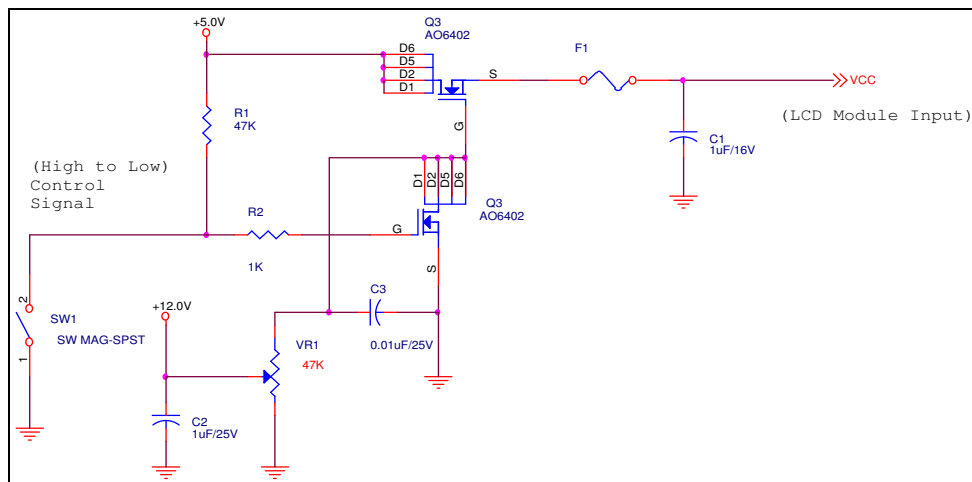 Q3
AO6402
+5.0V
D6
D5
D2
D1
S
G
F1
VCC
(LCD Module Input)
R1
47K
C1
1uF/16V
(High to Low)
Control
Signal
D1
D2
D5
D6
Q3
AO6402
R2
1K
G
S
2
SW1
SW MAG-SPST
1
+12.0V
C3
0.01uF/25V
VR1
47K
C2
1uF/25V